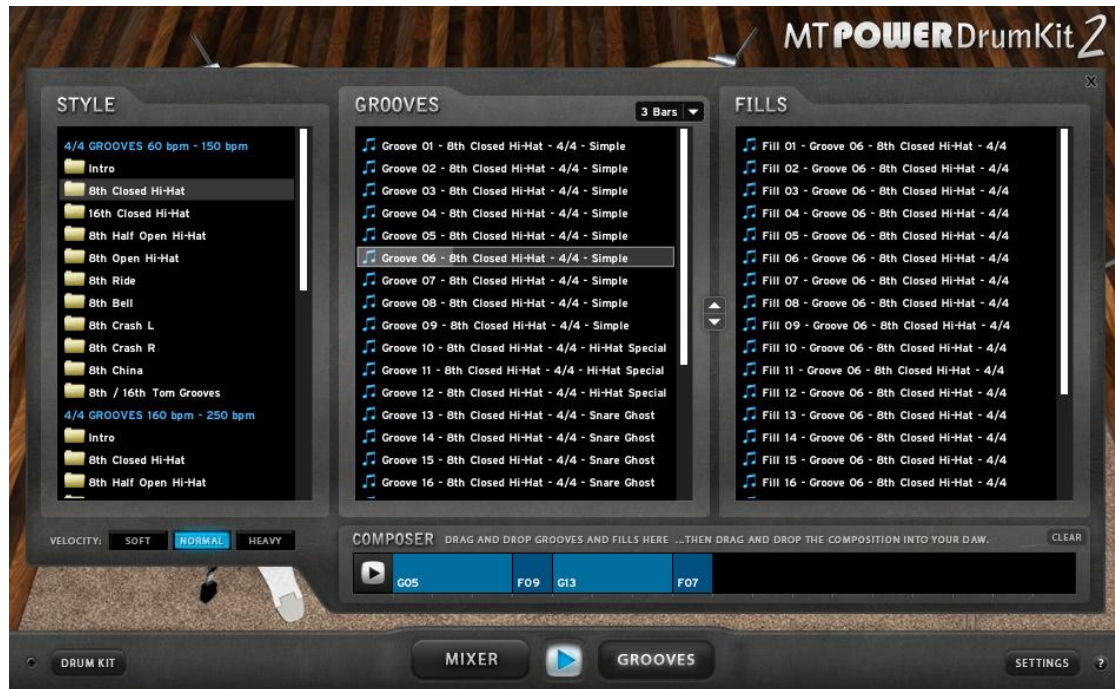 MT POWER DrumKit 2
X
STYLE
4/4 GROOVES 60 bpm - 150 bpm
Intro
8th Closed Hi-Hat
16th Closed Hi-Hat
8th Half Open Hi-Hat
8th Open Hi-Hat
8th Ride
8th Bell
8th Crash L
8th Crash R
8th China
8th / 16th Tom Grooves
4/4 GROOVES 160 bpm - 250 bpm
Intro
8th Closed Hi-Hat
8th Half Open Hi-Hat
GROOVES
3 Bars
Groove 01 - 8th Closed Hi-Hat - 4/4 - Simple
Groove 02 - 8th Closed Hi-Hat - 4/4 - Simple
Groove 03 - 8th Closed Hi-Hat - 4/4 - Simple
Groove 04 - 8th Closed Hi-Hat - 4/4 - Simple
Groove 05 - 8th Closed Hi-Hat - 4/4 - Simple
Groove 06 - 8th Closed Hi-Hat - 4/4 - Simple
Groove 07 - 8th Closed Hi-Hat - 4/4 - Simple
Groove 08 - 8th Closed Hi-Hat - 4/4 - Simple
Groove 09 - 8th Closed Hi-Hat - 4/4 - Simple
Groove 10 - 8th Closed Hi-Hat - 4/4 - Hi-Hat Special
Groove 11 - 8th Closed Hi-Hat - 4/4 - Hi-Hat Special
Groove 12 - 8th Closed Hi-Hat - 4/4 - Hi-Hat Special
Groove 13 - 8th Closed Hi-Hat - 4/4 - Snare Ghost
Groove 14 - 8th Closed Hi-Hat - 4/4 - Snare Ghost
Groove 15 - 8th Closed Hi-Hat - 4/4 - Snare Ghost
Groove 16 - 8th Closed Hi-Hat - 4/4 - Snare Ghost
FILLS
Fill 01 - Groove 06 - 8th Closed Hi-Hat - 4/4
Fill 02 - Groove 06 - 8th Closed Hi-Hat - 4/4
Fill 03 - Groove 06 - 8th Closed Hi-Hat - 4/4
Fill 04 - Groove 06 - 8th Closed Hi-Hat - 4/4
Fill 05 - Groove 06 - 8th Closed Hi-Hat - 4/4
Fill 06 - Groove 06 - 8th Closed Hi-Hat - 4/4
Fill 07 - Groove 06 - 8th Closed Hi-Hat - 4/4
Fill 08 - Groove 06 - 8th Closed Hi-Hat - 4/4
Fill 09 - Groove 06 - 8th Closed Hi-Hat - 4/4
Fill 10 - Groove 06 - 8th Closed Hi-Hat - 4/4
Fill 11 - Groove 06 - 8th Closed Hi-Hat - 4/4
Fill 12 - Groove 06 - 8th Closed Hi-Hat - 4/4
Fill 13 - Groove 06 - 8th Closed Hi-Hat - 4/4
Fill 14 - Groove 06 - 8th Closed Hi-Hat - 4/4
Fill 15 - Groove 06 - 8th Closed Hi-Hat - 4/4
Fill 16 - Groove 06 - 8th Closed Hi-Hat - 4/4
VELOCITY: SOFT NORMAL HEAVY
COMPOSER DRAG AND DROP GROOVES AND FILLS HERE ...THEN DRAG AND DROP THE COMPOSITION INTO YOUR DAW. CLEAR
G05 F09 G13 F07
DRUM KIT MIXER GROOVES SETTINGS ?